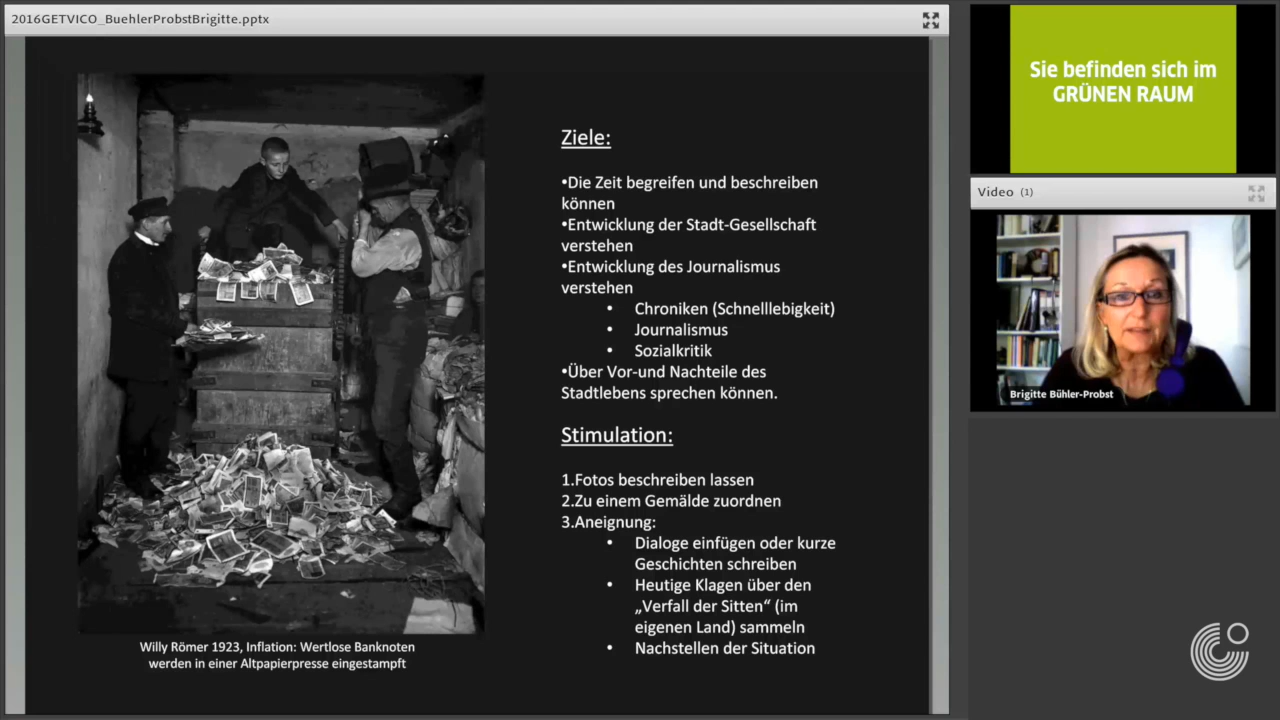 2016GETVICO_BuehlerProbstBrigitte.pptx
Ziele:
•Die Zeit begreifen und beschreiben
können
•Entwicklung der Stadt-Gesellschaft
verstehen
•Entwicklung des Journalismus
verstehen
• Chroniken (Schnelllebigkeit)
• Journalismus
• Sozialkritik
•Über Vor-und Nachteile des
Stadtlebens sprechen können.
Stimulation:
1.Fotos beschreiben lassen
2.Zu einem Gemälde zuordnen
3.Aneignung:
• Dialoge einfügen oder kurze
Geschichten schreiben
• Heutige Klagen über den
„Verfall der Sitten“ (im
eigenen Land) sammeln
• Nachstellen der Situation
Willy Römer 1923, Inflation: Wertlose Banknoten
werden in einer Altpapierpresse eingestampft
Sie befinden sich im
GRÜNEN RAUM
Video (1)
Brigitte Bühler-Probst